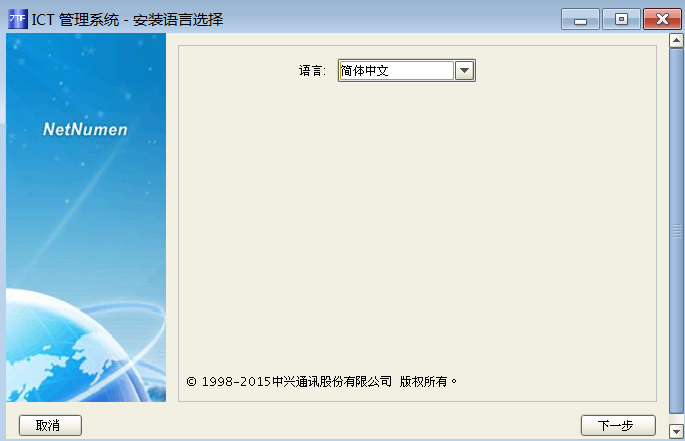 ZTE ICT 管理系统 - 安装语言选择
NetNumen
语言: 简体中文
© 1998-2015中兴通讯股份有限公司 版权所有。
取消
下一步